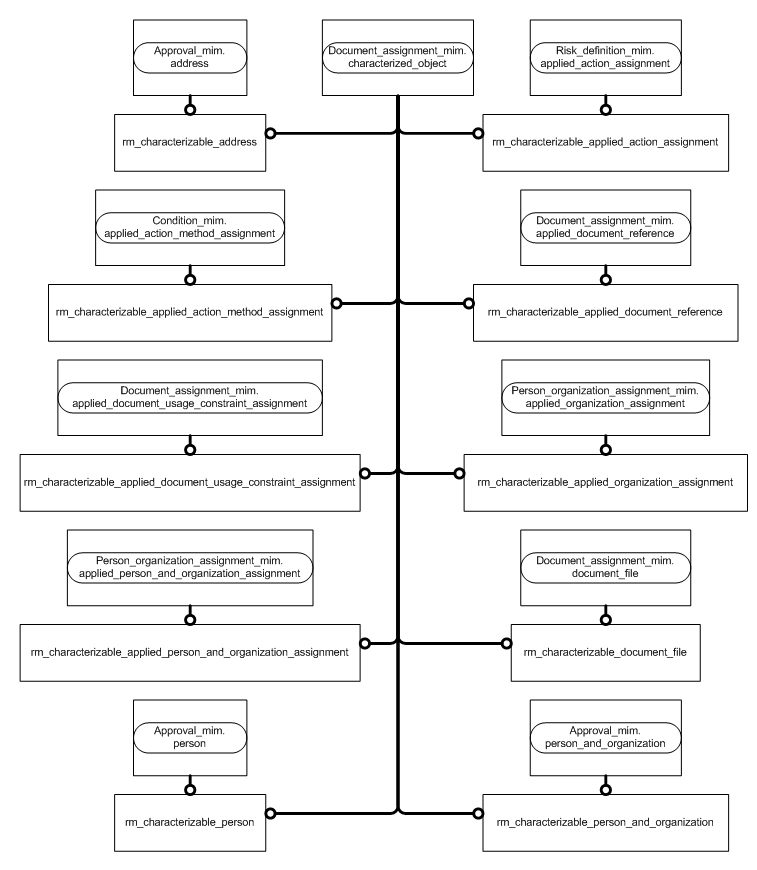 Approval_mim.
address
Document_assignment_mim.
characterized_object
Risk_definition_mim.
applied_action_assignment
rm_characterizable_address
rm_characterizable_applied_action_assignment
Condition_mim.
applied_action_method_assignment
Document_assignment_mim.
applied_document_reference
rm_characterizable_applied_action_method_assignment
rm_characterizable_applied_document_reference
Document_assignment_mim.
applied_document_usage_constraint_assignment
Person_organization_assignment_mim.
applied_organization_assignment
rm_characterizable_applied_document_usage_constraint_assignment
rm_characterizable_applied_organization_assignment
Person_organization_assignment_mim.
applied_person_and_organization_assignment
Document_assignment_mim.
document_file
rm_characterizable_applied_person_and_organization_assignment
rm_characterizable_document_file
Approval_mim.
person
Approval_mim.
person_and_organization
rm_characterizable_person
rm_characterizable_person_and_organization